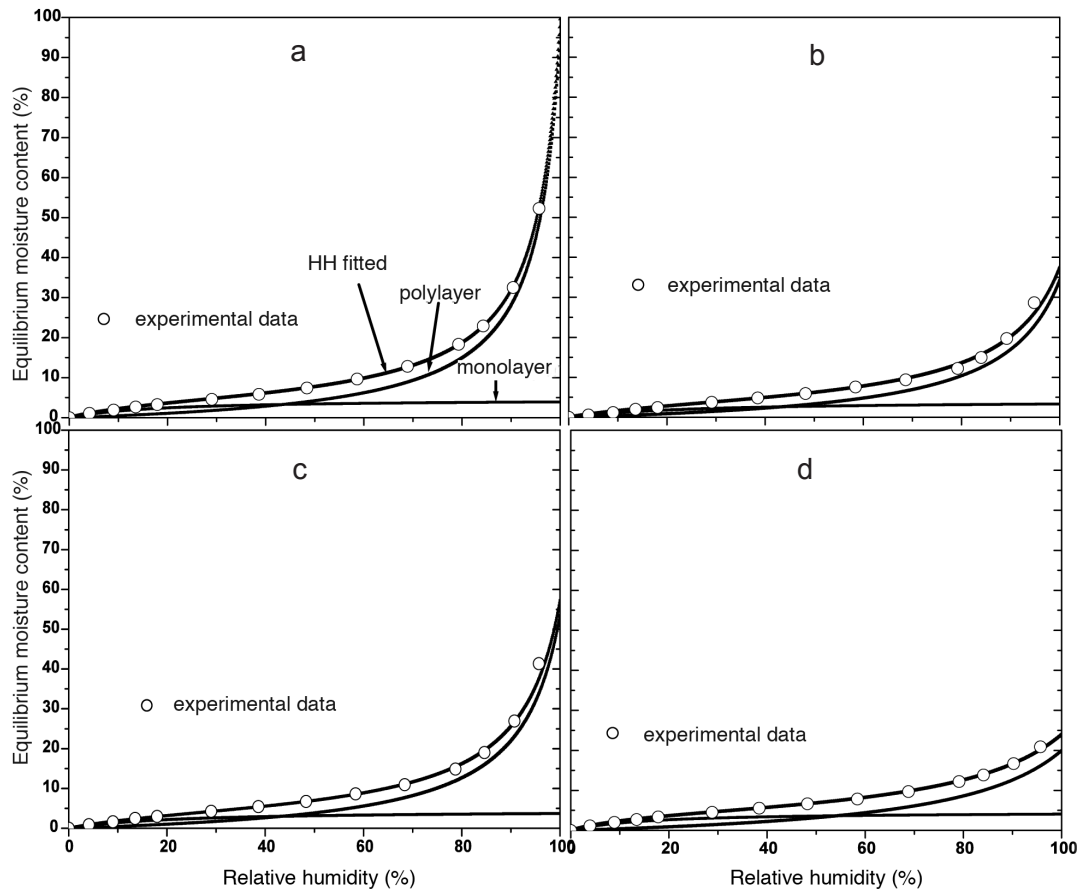 a
b
100
90
80
70
60
50
40
30
20
10
0
Equilibrium moisture content (%)
HH fitted
polylayer
monolayer
experimental data
experimental data
c
d
100
90
80
70
60
50
40
30
20
10
0
Equilibrium moisture content (%)
experimental data
experimental data
0 20 40 60 80 100
0 20 40 60 80 100
Relative humidity (%)
Relative humidity (%)